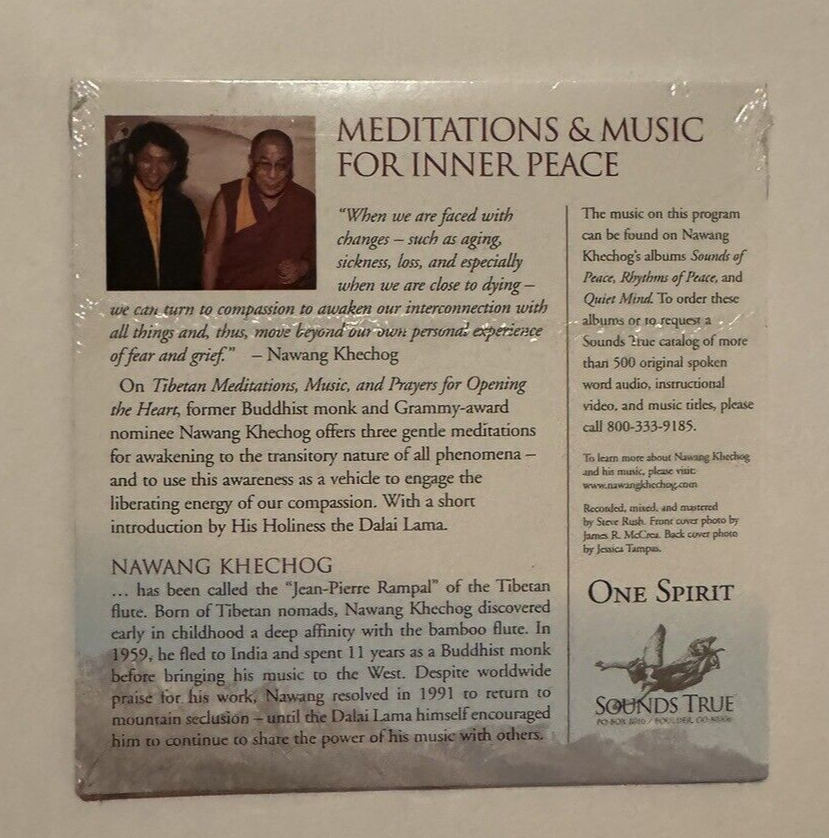 MEDITATIONS & MUSIC
FOR INNER PEACE
“When we are faced with
changes – such as aging,
sickness, loss, and especially
when we are close to dying –
we can turn to compassion to awaken our interconnection with
all things and, thus, move beyond our own personal experience
of fear and grief.” – Nawang Khechog
On Tibetan Meditations, Music, and Prayers for Opening
the Heart, former Buddhist monk and Grammy-award
nominee Nawang Khechog offers three gentle meditations
for awakening to the transitory nature of all phenomena –
and to use this awareness as a vehicle to engage the
liberating energy of our compassion. With a short
introduction by His Holiness the Dalai Lama.
NAWANG KHECHOG
… has been called the “Jean-Pierre Rampal” of the Tibetan
flute. Born of Tibetan nomads, Nawang Khechog discovered
early in childhood a deep affinity with the bamboo flute. In
1959, he fled to India and spent 11 years as a Buddhist monk
before bringing his music to the West. Despite worldwide
praise for his work, Nawang resolved in 1991 to return to
mountain seclusion – until the Dalai Lama himself encouraged
him to continue to share the power of his music with others.
The music on this program
can be found on Nawang
Khechog's albums Sounds of
Peace, Rhythms of Peace, and
Quiet Mind. To order these
albums or to request a
Sounds True catalog of more
than 500 original spoken
word audio, instructional
video, and music titles, please
call 800-333-9185.
To learn more about Nawang Khechog
and his music, please visit:
www.nawangkhechog.com
Recorded, mixed, and mastered
by Steve Rush. Front cover photo by
James R. McCrea. Back cover photo
by Jessica Tampas.
ONE SPIRIT
SOUNDS TRUE
PO BOX 8010 / BOULDER, CO 80306